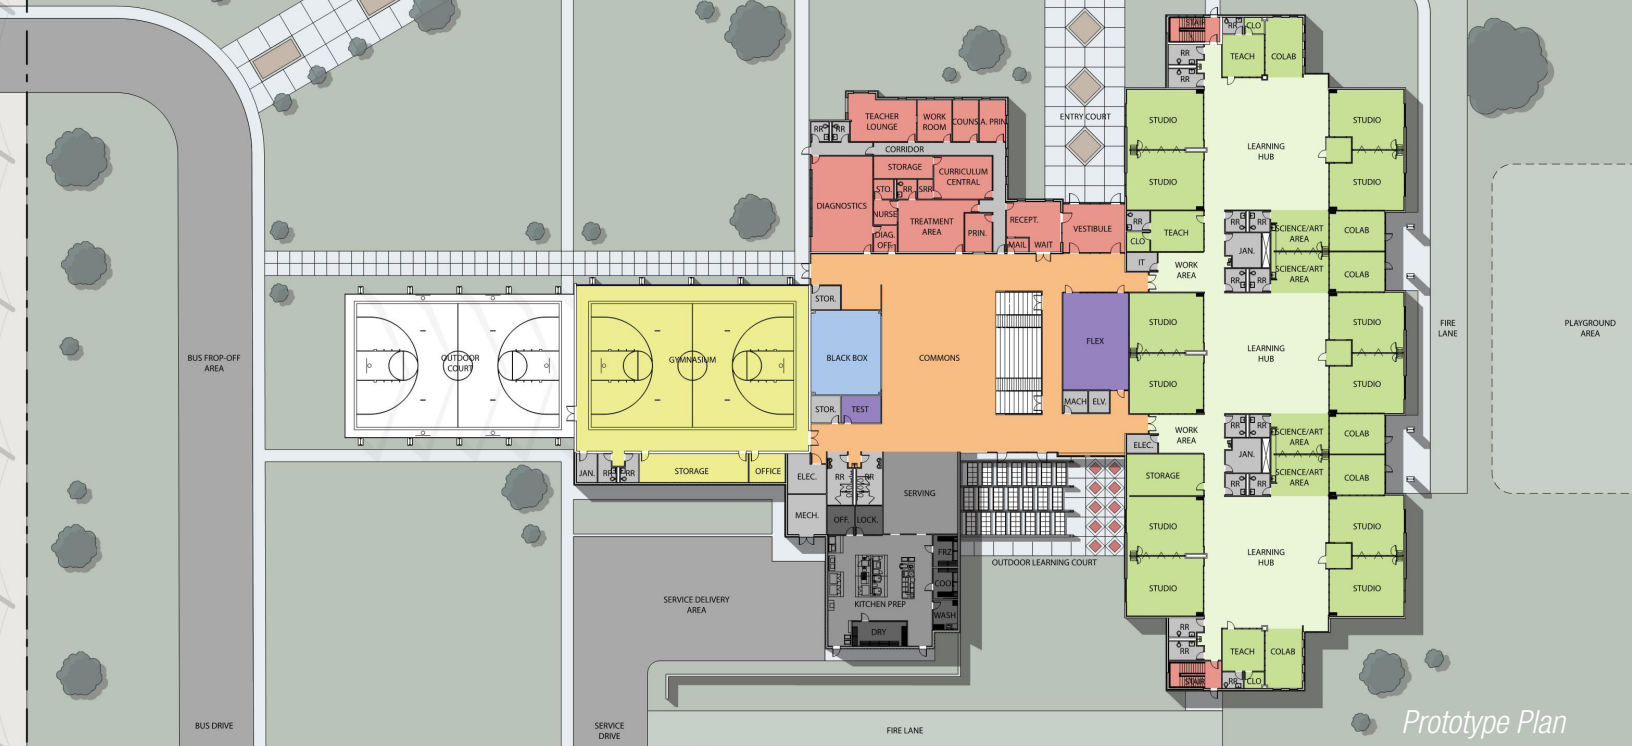 STAIR
RR
CLO
RR
RR
TEACH
COLAB
TEACHER
LOUNGE
WORK
ROOM
COUNS.
A. PRIN.
RR
RR
CORRIDOR
STORAGE
CURRICULUM
CENTRAL
STO.
RR
SRR
DIAGNOSTICS
NURSE
TREATMENT
AREA
DIAG.
OFF.
PRIN.
RECEPT.
MAIL
WAIT
VESTIBULE
ENTRY COURT
STUDIO
STUDIO
LEARNING
HUB
STUDIO
STUDIO
RR
CLO
TEACH
RR
RR
JAN.
RR
RR
SCIENCE/ART
AREA
SCIENCE/ART
AREA
COLAB
COLAB
IT
WORK
AREA
STOR.
BLACK BOX
STOR.
TEST
COMMONS
FLEX
MACH
ELV.
STUDIO
STUDIO
LEARNING
HUB
STUDIO
STUDIO
FIRE
LANE
PLAYGROUND
AREA
BUS FROP-OFF
AREA
OUTDOOR
COURT
GYMNASIUM
JAN.
RR
RR
STORAGE
OFFICE
ELEC.
MECH.
RR
RR
OFF.
LOCK.
SERVING
ELEC.
WORK
AREA
RR
RR
JAN.
RR
RR
SCIENCE/ART
AREA
SCIENCE/ART
AREA
COLAB
COLAB
STORAGE
STUDIO
STUDIO
LEARNING
HUB
STUDIO
STUDIO
OUTDOOR LEARNING COURT
FRZ
COO
WASH
KITCHEN PREP
DRY
SERVICE DELIVERY
AREA
RR
RR
TEACH
COLAB
STAIR
RR
CLO
BUS DRIVE
SERVICE
DRIVE
FIRE LANE
Prototype Plan